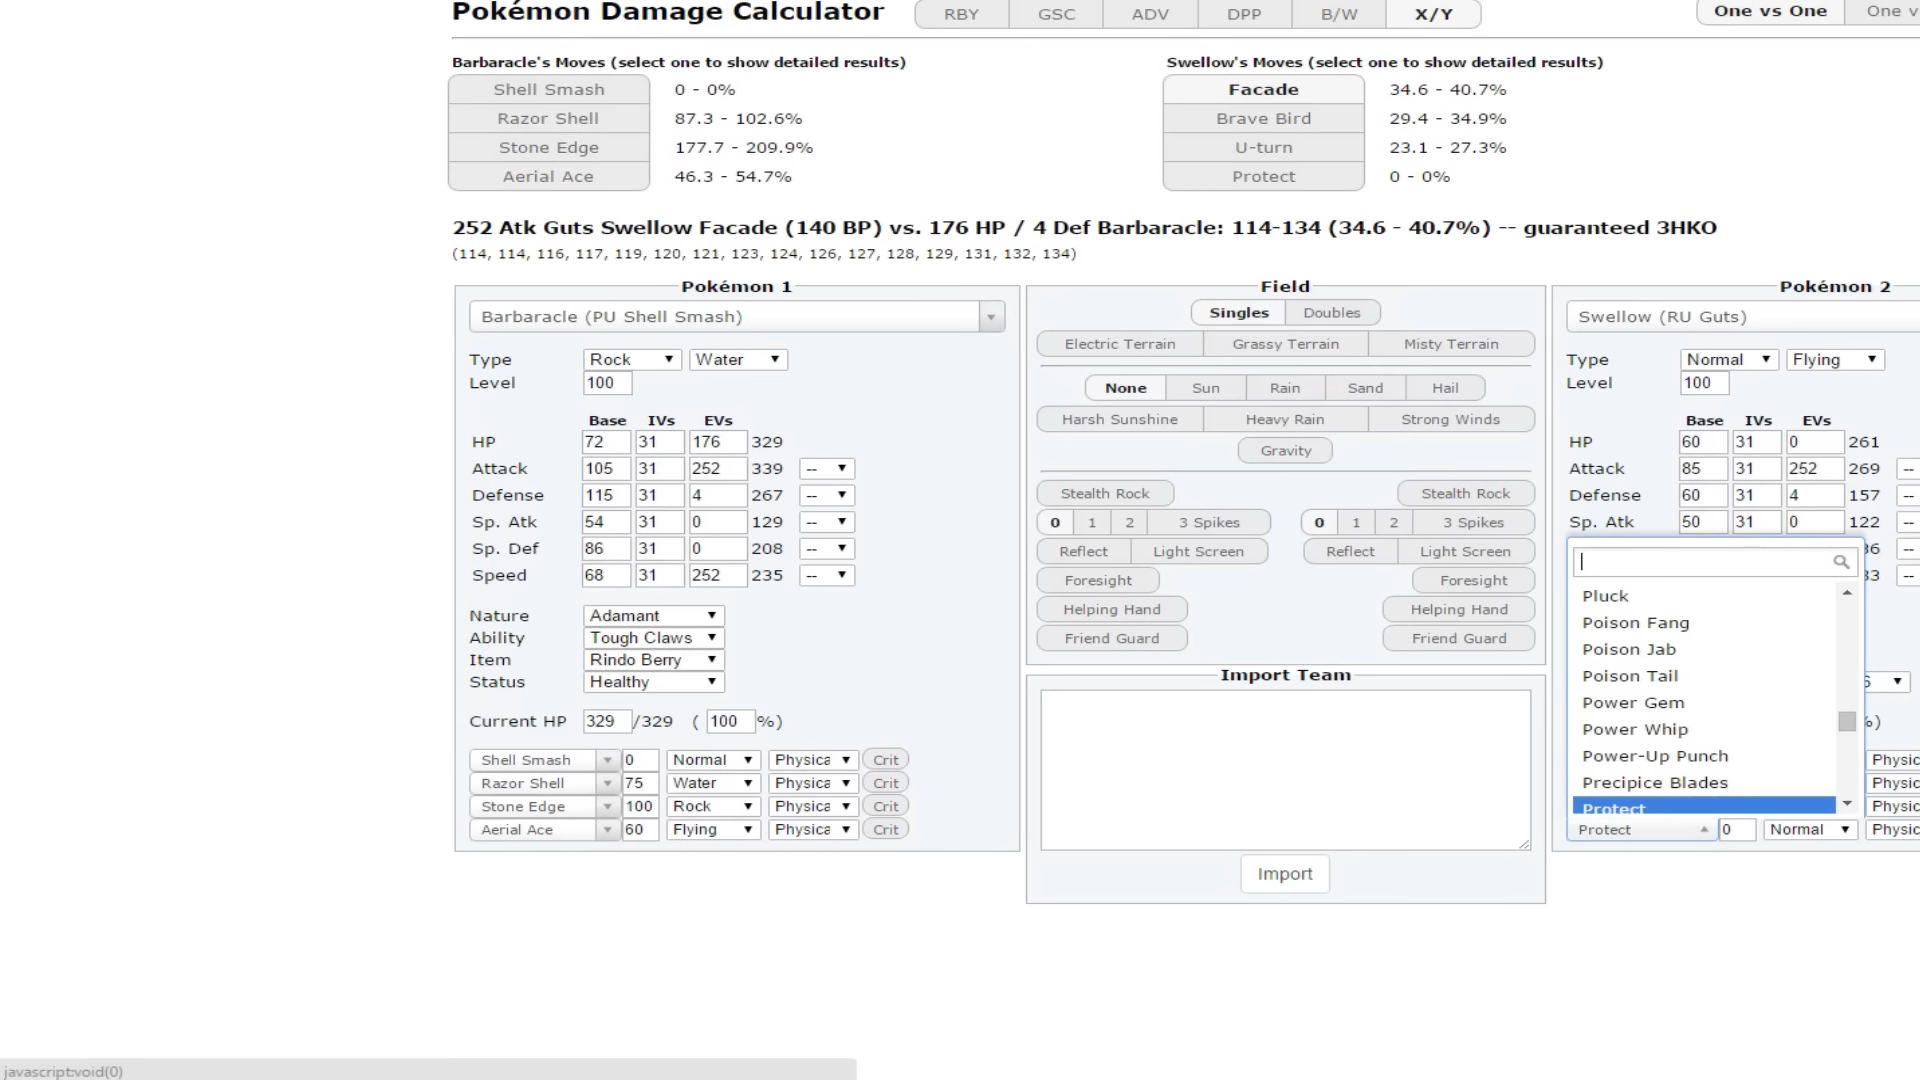 Pokémon Damage Calculator RBY GSC ADV DPP B/W X/Y One vs One One v
Barbaracle's Moves (select one to show detailed results)
Shell Smash 0 - 0%
Razor Shell 87.3 - 102.6%
Stone Edge 177.7 - 209.9%
Aerial Ace 46.3 - 54.7%
Swellow's Moves (select one to show detailed results)
Facade 34.6 - 40.7%
Brave Bird 29.4 - 34.9%
U-turn 23.1 - 27.3%
Protect 0 - 0%
252 Atk Guts Swellow Facade (140 BP) vs. 176 HP / 4 Def Barbaracle: 114-134 (34.6 - 40.7%) -- guaranteed 3HKO
(114, 114, 116, 117, 119, 120, 121, 123, 124, 126, 127, 128, 129, 131, 132, 134)
Pokémon 1
Barbaracle (PU Shell Smash)
Type Rock Water
Level 100
Base IVs EVs
HP 72 31 176 329
Attack 105 31 252 339 --
Defense 115 31 4 267 --
Sp. Atk 54 31 0 129 --
Sp. Def 86 31 0 208 --
Speed 68 31 252 235 --
Nature Adamant
Ability Tough Claws
Item Rindo Berry
Status Healthy
Current HP 329 /329 ( 100 %)
Shell Smash 0 Normal Physica Crit
Razor Shell 75 Water Physica Crit
Stone Edge 100 Rock Physica Crit
Aerial Ace 60 Flying Physica Crit
Field
Singles Doubles
Electric Terrain Grassy Terrain Misty Terrain
None Sun Rain Sand Hail
Harsh Sunshine Heavy Rain Strong Winds
Gravity
Stealth Rock Stealth Rock
0 1 2 3 Spikes 0 1 2 3 Spikes
Reflect Light Screen Reflect Light Screen
Foresight Foresight
Helping Hand Helping Hand
Friend Guard Friend Guard
Import Team
Import
Pokémon 2
Swellow (RU Guts)
Type Normal Flying
Level 100
Base IVs EVs
HP 60 31 0 261
Attack 85 31 252 269 --
Defense 60 31 4 157 --
Sp. Atk 50 31 0 122 --
36 --
33 --
Pluck
Poison Fang
Poison Jab
Poison Tail
Power Gem
Power Whip
Power-Up Punch
Precipice Blades
Protect
%)
Physic
Physic
Physic
Protect 0 Normal Physic
javascript:void(0)